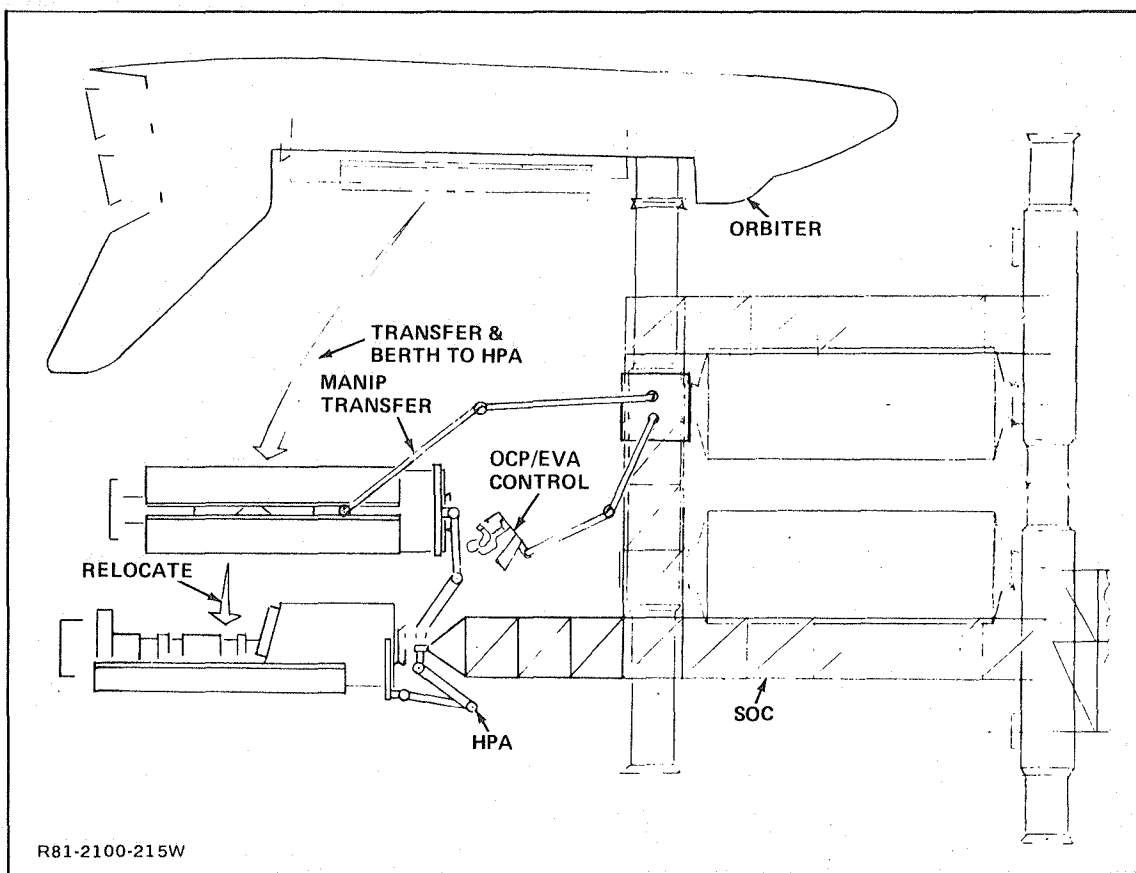 ORBITER
TRANSFER &
BERTH TO HPA
MANIP
TRANSFER
OCP/EVA
CONTROL
RELOCATE
SOC
HPA
R81-2100-215W